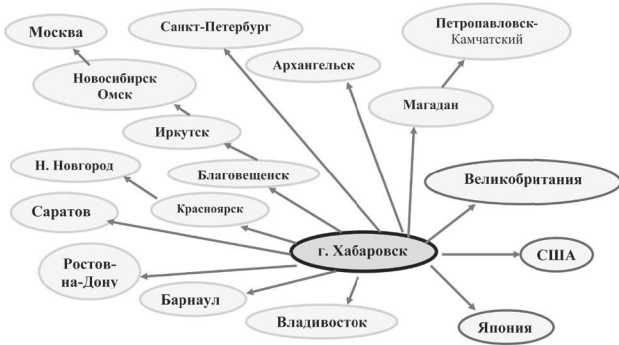 Москва
Санкт-Петербург
Петропавловск-
Камчатский
Архангельск
Новосибирск
Омск
Магадан
Иркутск
Н. Новгород
Благовещенск
Великобритания
Саратов
Красноярск
г. Хабаровск
США
Ростов-
на-Дону
Барнаул
Владивосток
Япония